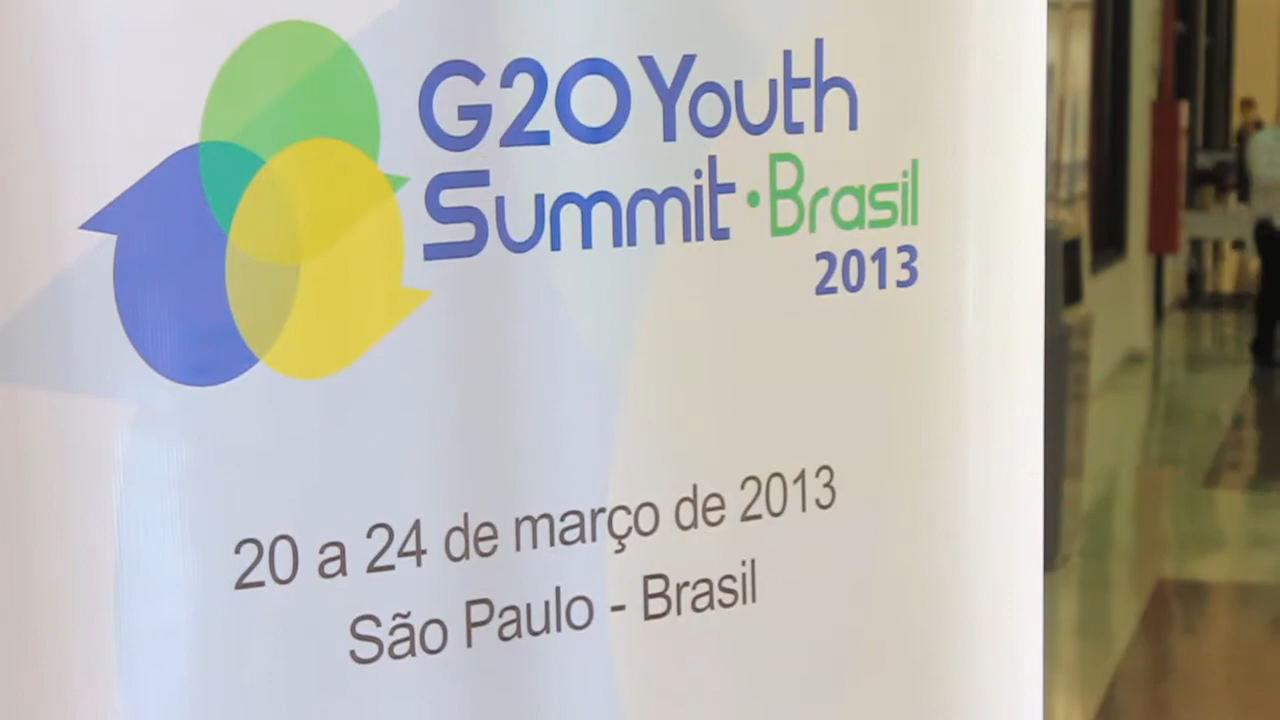 G20 Youth
Summit • Brasil
2013
20 a 24 de março de 2013
São Paulo - Brasil